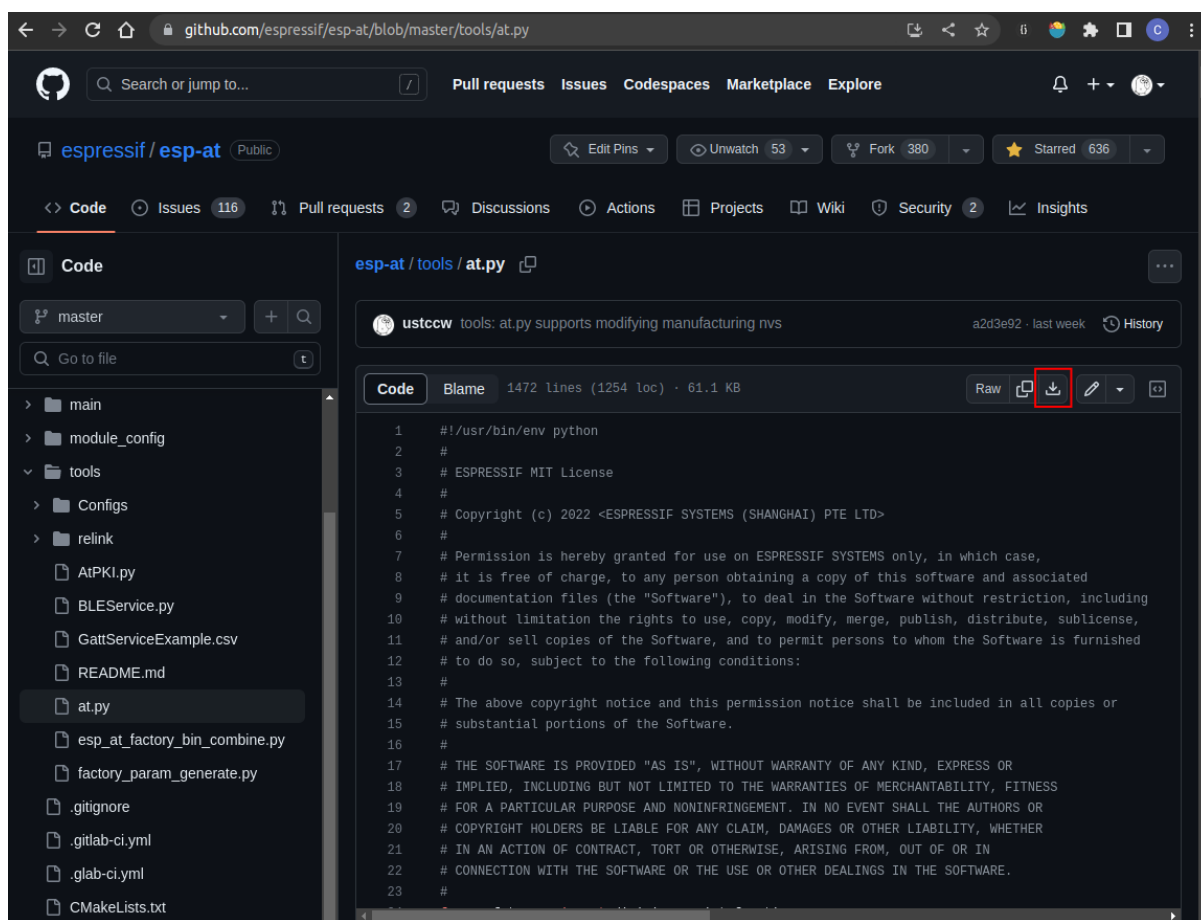 github.com/espressif/esp-at/blob/master/tools/at.py
C
Search or jump to...
/
Pull requests Issues Codespaces Marketplace Explore
espressif / esp-at Public
Edit Pins Unwatch 53 Fork 380 Starred 636
Code Issues 116 Pull requests 2 Discussions Actions Projects Wiki Security 2 Insights
Code
master
Go to file t
main
module_config
tools
Configs
relink
AtPKI.py
BLEService.py
GattServiceExample.csv
README.md
at.py
esp_at_factory_bin_combine.py
factory_param_generate.py
.gitignore
.gitlab-ci.yml
.glab-ci.yml
CMakeLists.txt
esp-at / tools / at.py
ustccw tools: at.py supports modifying manufacturing nvs a2d3e92 · last week History
Code Blame 1472 lines (1254 loc) · 61.1 KB Raw
1 #!/usr/bin/env python
2 #
3 # ESPRESSIF MIT License
4 #
5 # Copyright (c) 2022 <ESPRESSIF SYSTEMS (SHANGHAI) PTE LTD>
6 #
7 # Permission is hereby granted for use on ESPRESSIF SYSTEMS only, in which case,
8 # it is free of charge, to any person obtaining a copy of this software and associated
9 # documentation files (the "Software"), to deal in the Software without restriction, including
10 # without limitation the rights to use, copy, modify, merge, publish, distribute, sublicense,
11 # and/or sell copies of the Software, and to permit persons to whom the Software is furnished
12 # to do so, subject to the following conditions:
13 #
14 # The above copyright notice and this permission notice shall be included in all copies or
15 # substantial portions of the Software.
16 #
17 # THE SOFTWARE IS PROVIDED "AS IS", WITHOUT WARRANTY OF ANY KIND, EXPRESS OR
18 # IMPLIED, INCLUDING BUT NOT LIMITED TO THE WARRANTIES OF MERCHANTABILITY, FITNESS
19 # FOR A PARTICULAR PURPOSE AND NONINFRINGEMENT. IN NO EVENT SHALL THE AUTHORS OR
20 # COPYRIGHT HOLDERS BE LIABLE FOR ANY CLAIM, DAMAGES OR OTHER LIABILITY, WHETHER
21 # IN AN ACTION OF CONTRACT, TORT OR OTHERWISE, ARISING FROM, OUT OF OR IN
22 # CONNECTION WITH THE SOFTWARE OR THE USE OR OTHER DEALINGS IN THE SOFTWARE.
23 #